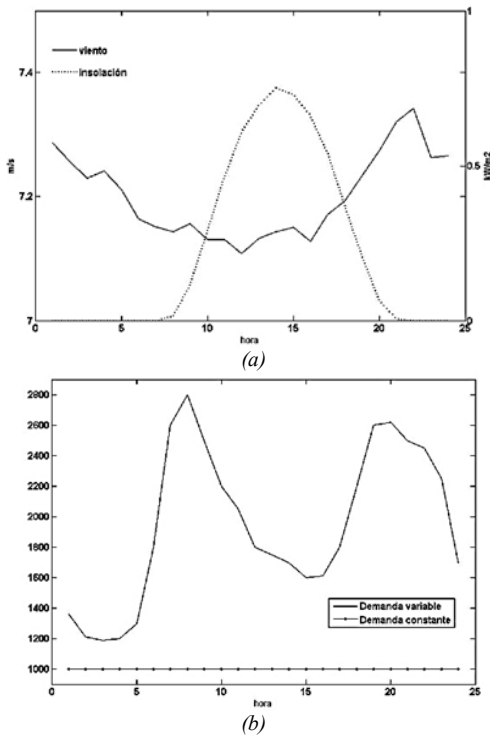 1
viento
insolación
7.4
m/s
0.5
kW/m2
7.2
7
0
0
5
10
15
20
25
hora
(a)
2800
2600
2400
2200
2000
1800
1600
1400
1200
1000
Demanda variable
Demanda constante
0
5
10
15
20
25
hora
(b)